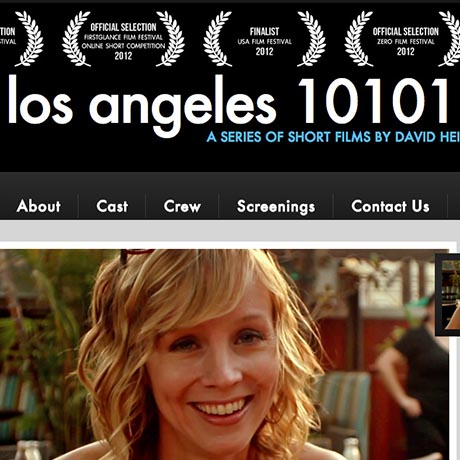 OFFICIAL SELECTION
FIRSTGLANCE FILM FESTIVAL
ONLINE SHORT COMPETITION
2012
FINALIST
USA FILM FESTIVAL
2012
OFFICIAL SELECTION
ZERO FILM FESTIVAL
2012
los angeles 10101
A SERIES OF SHORT FILMS BY DAVID HEI
About
Cast
Crew
Screenings
Contact Us